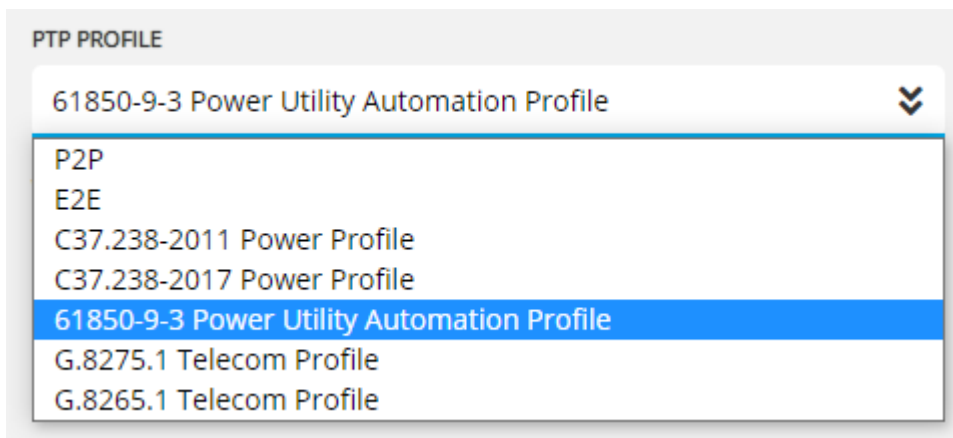 PTP PROFILE
61850-9-3 Power Utility Automation Profile
P2P
E2E
C37.238-2011 Power Profile
C37.238-2017 Power Profile
61850-9-3 Power Utility Automation Profile
G.8275.1 Telecom Profile
G.8265.1 Telecom Profile